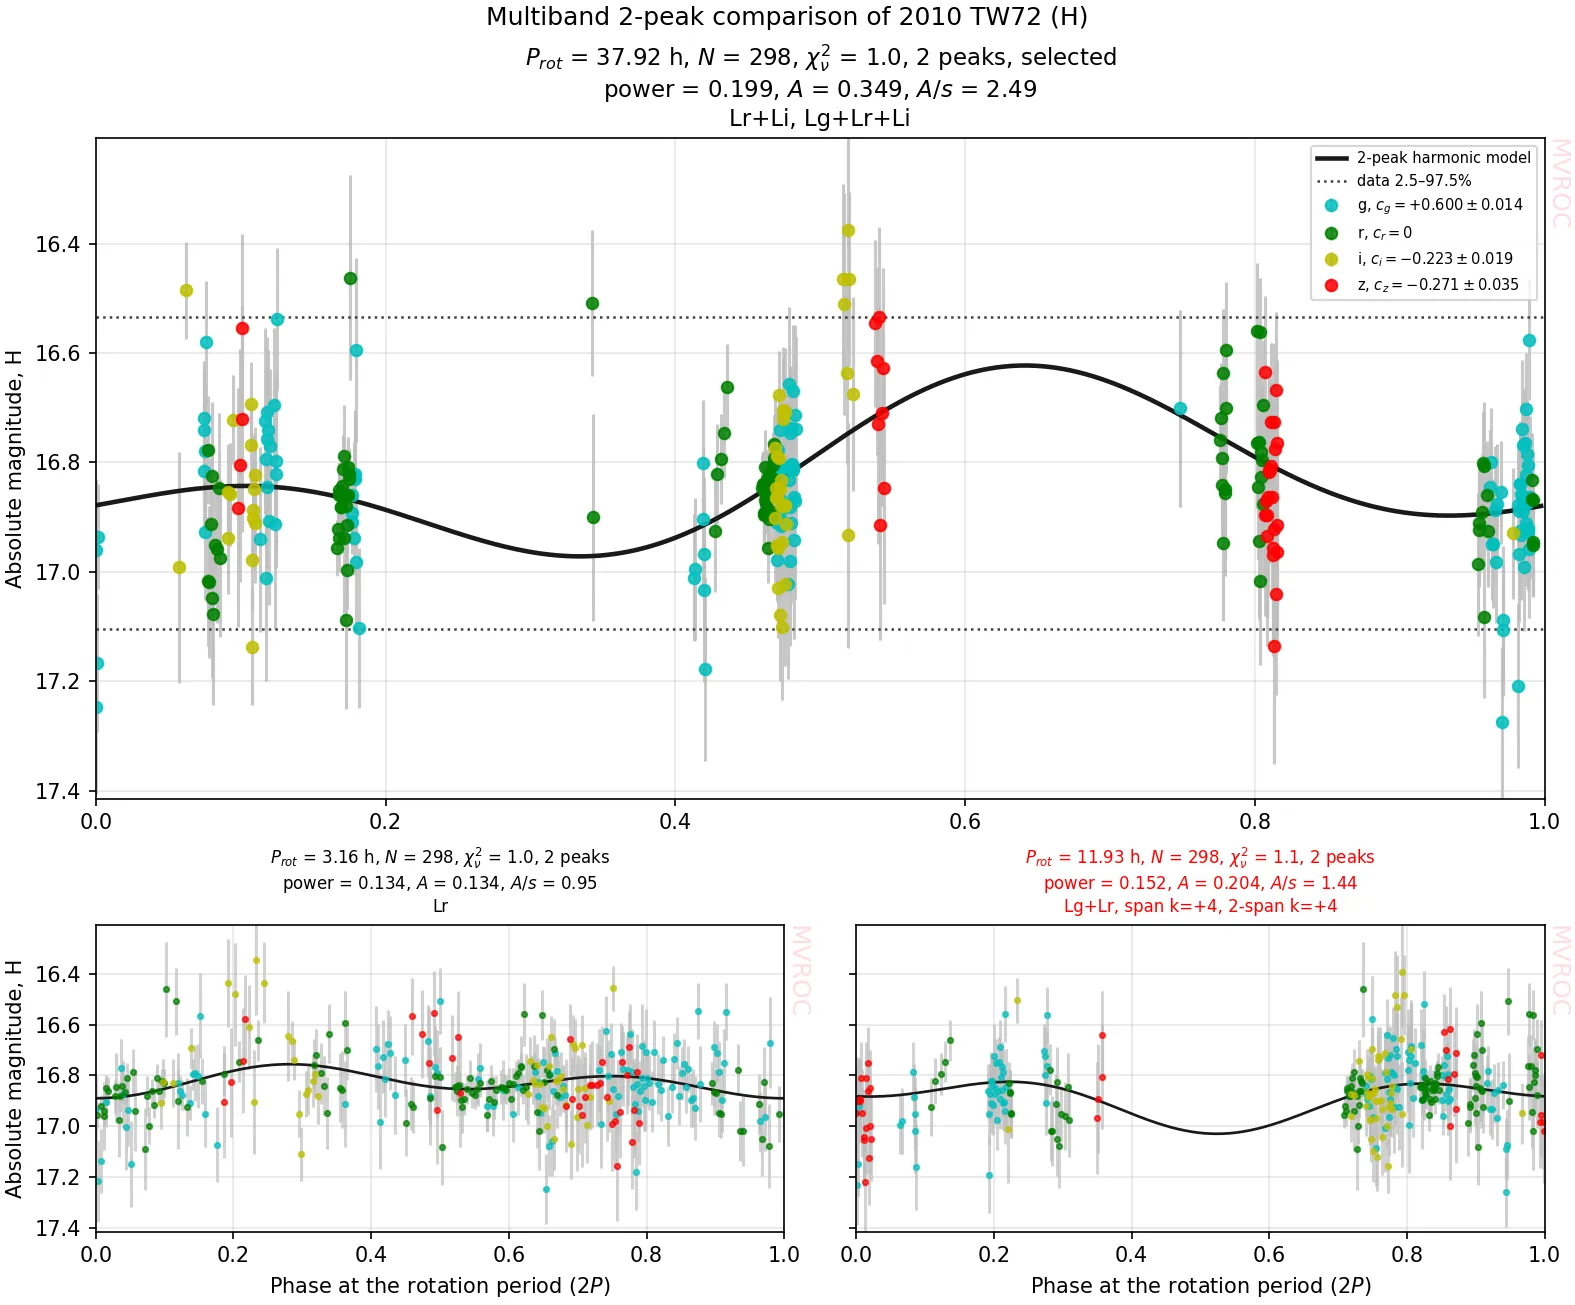 Multiband 2-peak comparison of 2010 TW72 (H)
P_rot = 37.92 h, N = 298, χ²_ν = 1.0, 2 peaks, selected
power = 0.199, A = 0.349, A/s = 2.49
Lr+Li, Lg+Lr+Li
MVROC
2-peak harmonic model
data 2.5–97.5%
g, c_g = +0.600 ± 0.014
r, c_r = 0
i, c_i = −0.223 ± 0.019
z, c_z = −0.271 ± 0.035
Absolute magnitude, H
16.4
16.6
16.8
17.0
17.2
17.4
0.0 0.2 0.4 0.6 0.8 1.0
P_rot = 3.16 h, N = 298, χ²_ν = 1.0, 2 peaks
power = 0.134, A = 0.134, A/s = 0.95
Lr
MVROC
Absolute magnitude, H
16.4
16.6
16.8
17.0
17.2
17.4
0.0 0.2 0.4 0.6 0.8 1.0
Phase at the rotation period (2P)
P_rot = 11.93 h, N = 298, χ²_ν = 1.1, 2 peaks
power = 0.152, A = 0.204, A/s = 1.44
Lg+Lr, span k=+4, 2-span k=+4
MVROC
0.0 0.2 0.4 0.6 0.8 1.0
Phase at the rotation period (2P)